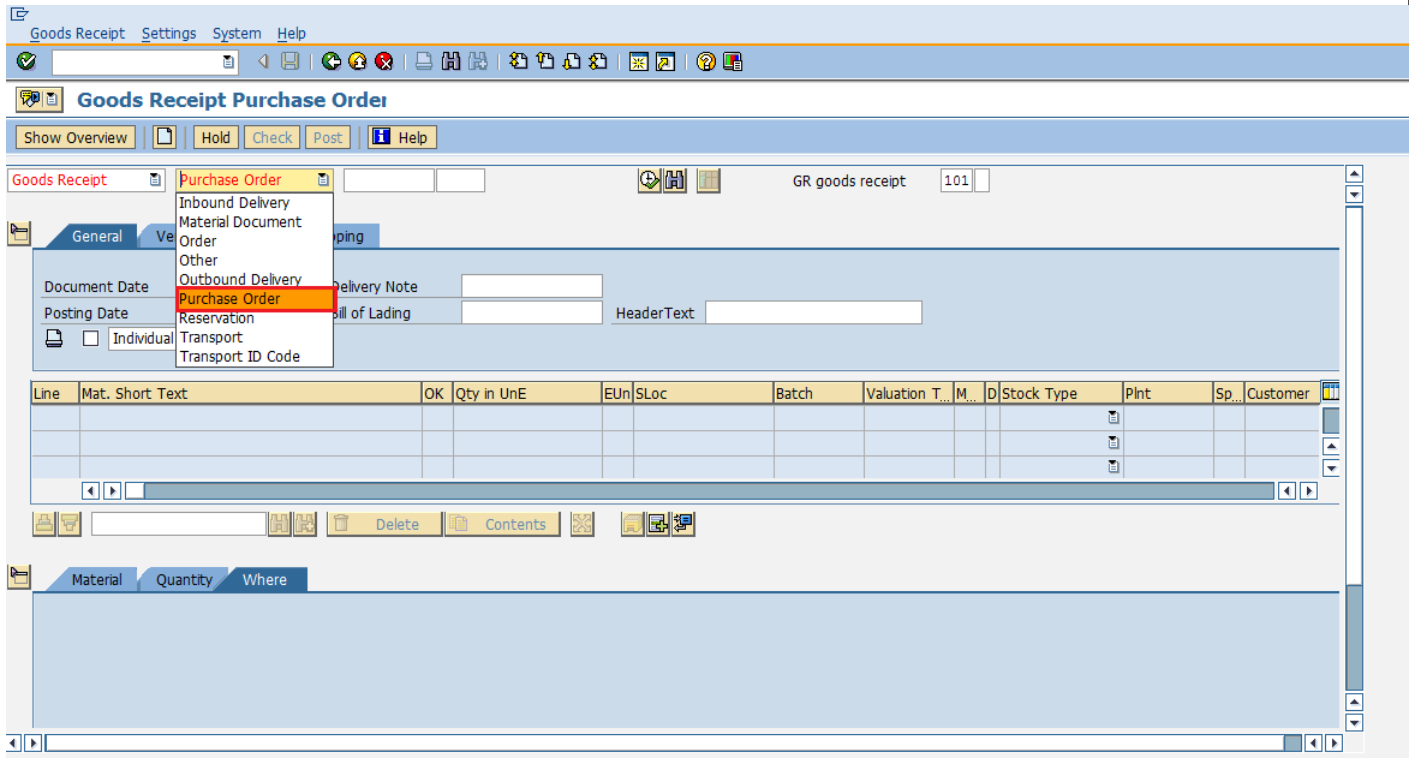 Goods Receipt Settings System Help
Goods Receipt Purchase Order
Show Overview Hold Check Post Help
Goods Receipt Purchase Order GR goods receipt 101
Inbound Delivery
Material Document
Order
Other
Outbound Delivery
Purchase Order
Reservation
Transport
Transport ID Code
General Ve ping
Document Date Delivery Note
Posting Date Bill of Lading HeaderText
Individual
Line Mat. Short Text OK Qty in UnE EUn SLoc Batch Valuation T... M... D Stock Type Plnt Sp... Customer
Delete Contents
Material Quantity Where